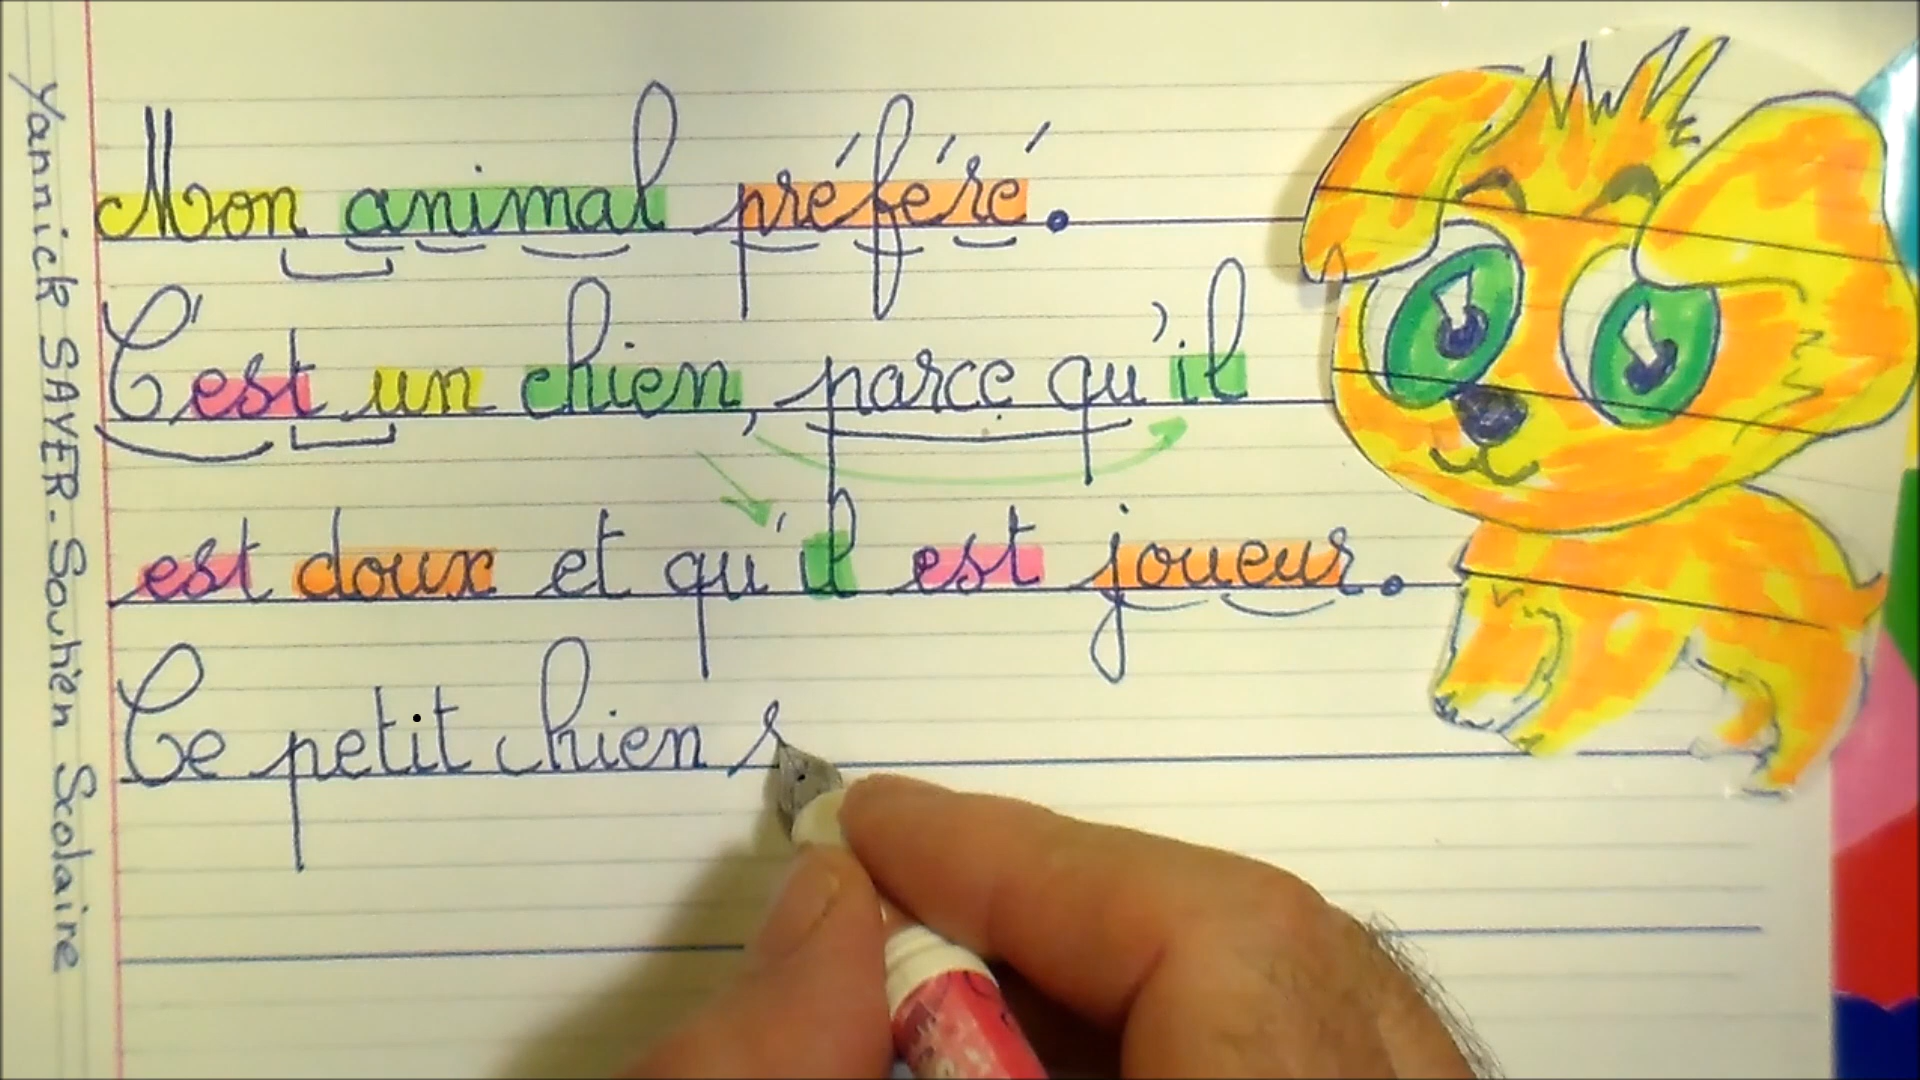 Mon animal préféré.
C'est un chien, parce qu'il
est doux et qu'il est joueur.
Ce petit chien s
Yannick SAYER - Soutien Scolaire